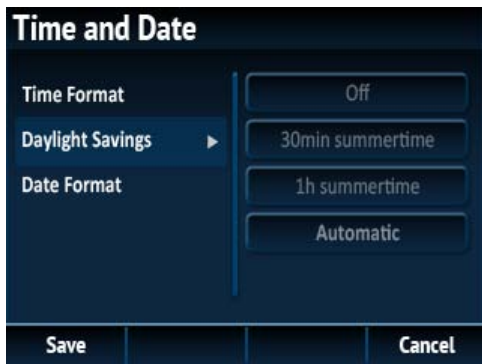 Time and Date
Time Format
Off
Daylight Savings
30min summertime
Date Format
1h summertime
Automatic
Save
Cancel